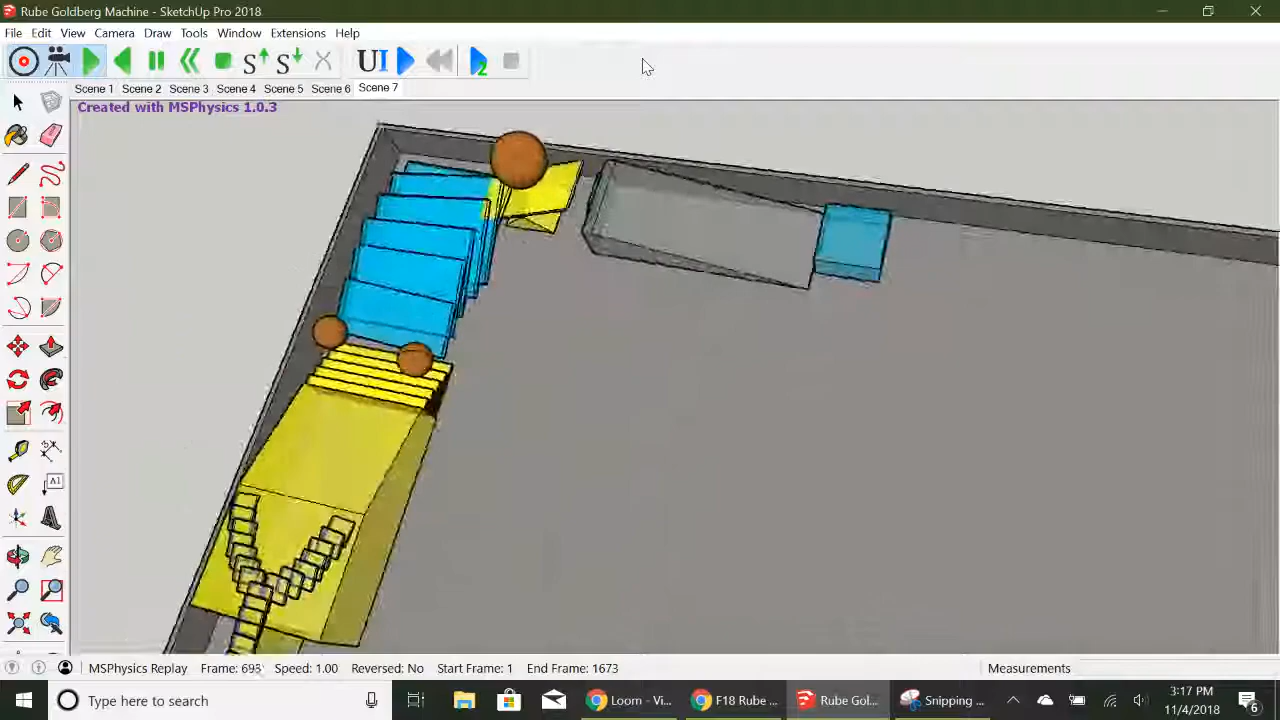 Rube Goldberg Machine - SketchUp Pro 2018
File Edit View Camera Draw Tools Window Extensions Help
S S UI 2
Scene 1 Scene 2 Scene 3 Scene 4 Scene 5 Scene 6 Scene 7
Created with MSPhysics 1.0.3
A1
MSPhysics Replay Frame: 693 Speed: 1.00 Reversed: No Start Frame: 1 End Frame: 1673 Measurements
Type here to search
Loom - Vi... F18 Rube ... Rube Gol... Snipping ...
3:17 PM
11/4/2018
6